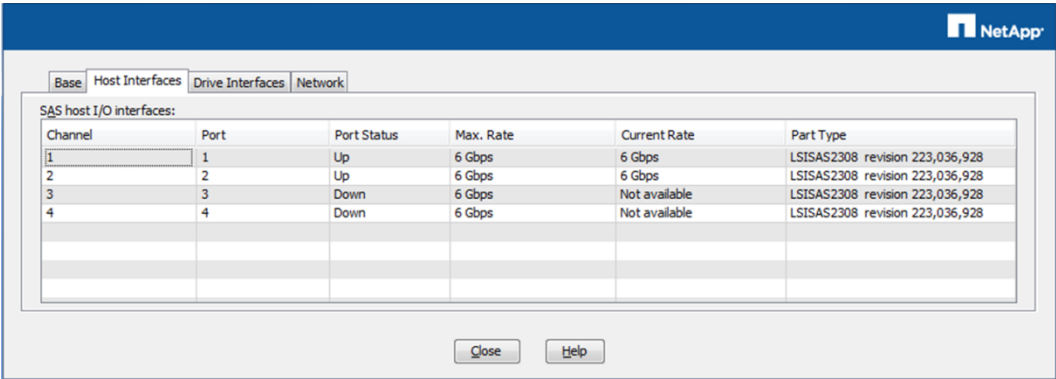 NetApp
Base Host Interfaces Drive Interfaces Network
SAS host I/O interfaces:
Channel Port Port Status Max. Rate Current Rate Part Type
1 1 Up 6 Gbps 6 Gbps LSISAS2308 revision 223,036,928
2 2 Up 6 Gbps 6 Gbps LSISAS2308 revision 223,036,928
3 3 Down 6 Gbps Not available LSISAS2308 revision 223,036,928
4 4 Down 6 Gbps Not available LSISAS2308 revision 223,036,928
Close Help